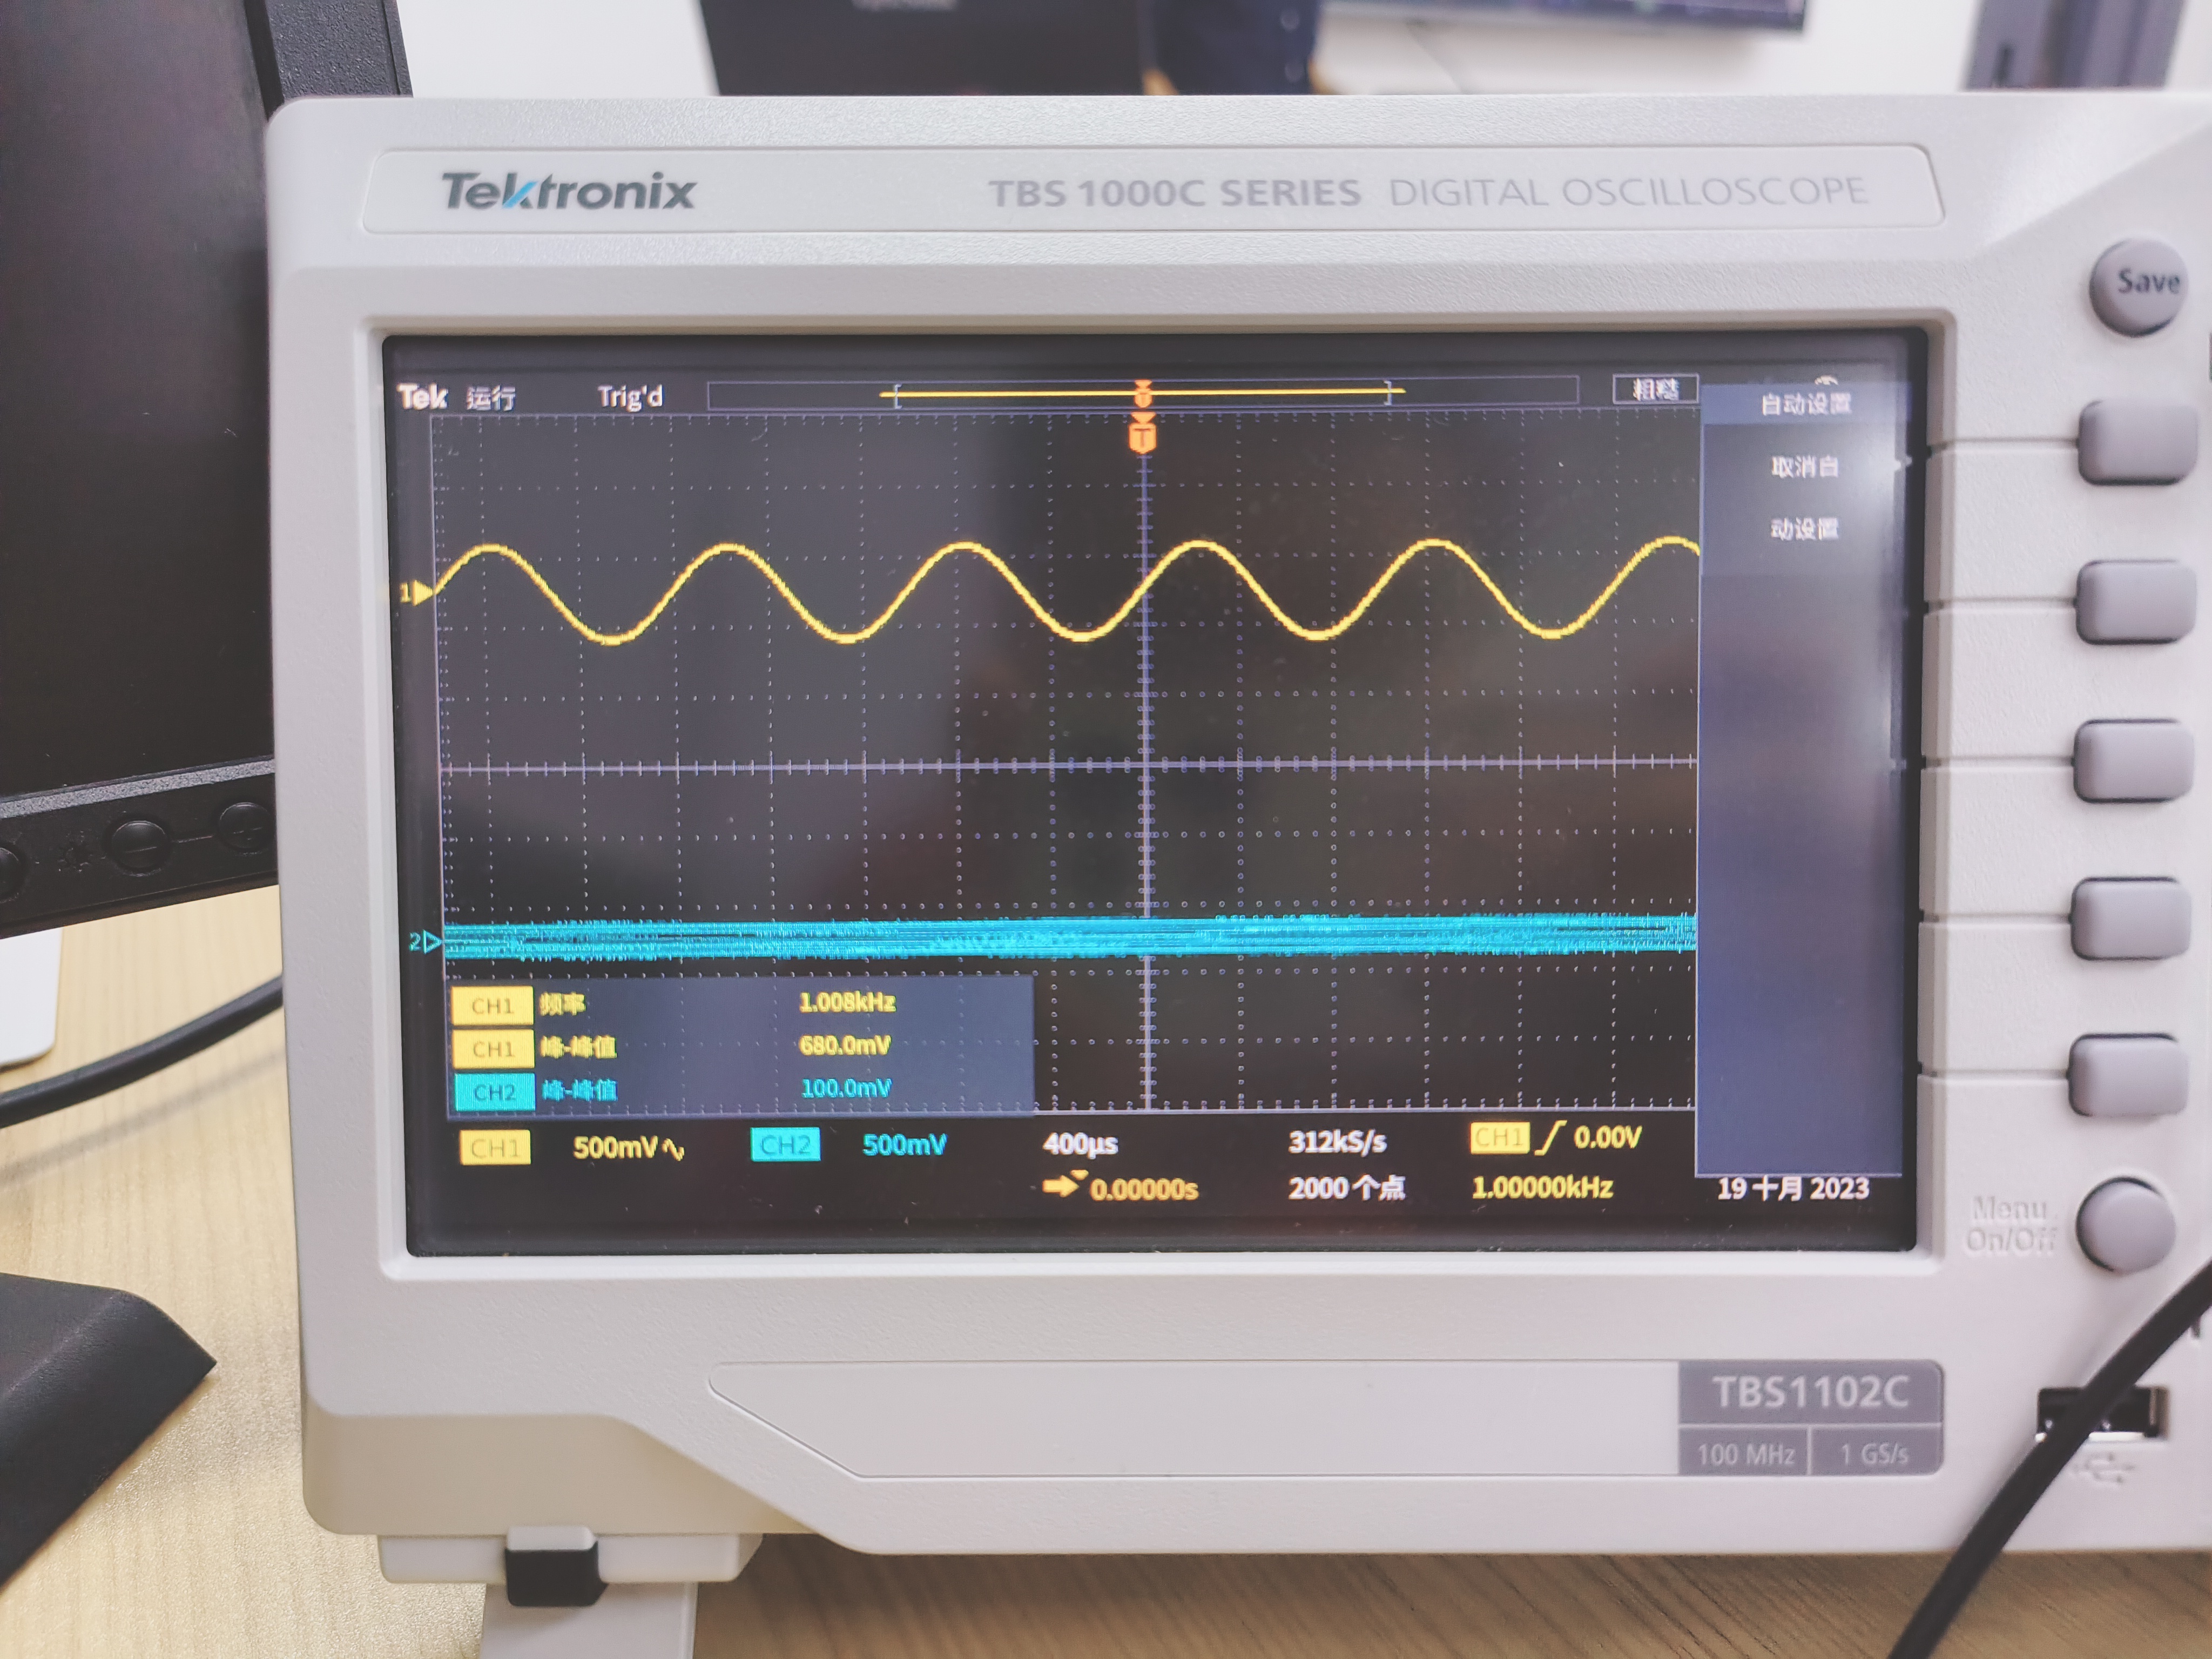 Tektronix TBS 1000C SERIES DIGITAL OSCILLOSCOPE
Save
Tek 运行 Trig'd 粗糙
自动设置
T
取消自
动设置
1
2
CH1 频率 1.008kHz
CH1 峰-峰值 680.0mV
CH2 峰-峰值 100.0mV
CH1 500mV CH2 500mV 400µs 312kS/s CH1 0.00V
0.00000s 2000 个点 1.00000kHz 19 十月 2023
Menu
On/Off
TBS1102C
100 MHz 1 GS/s